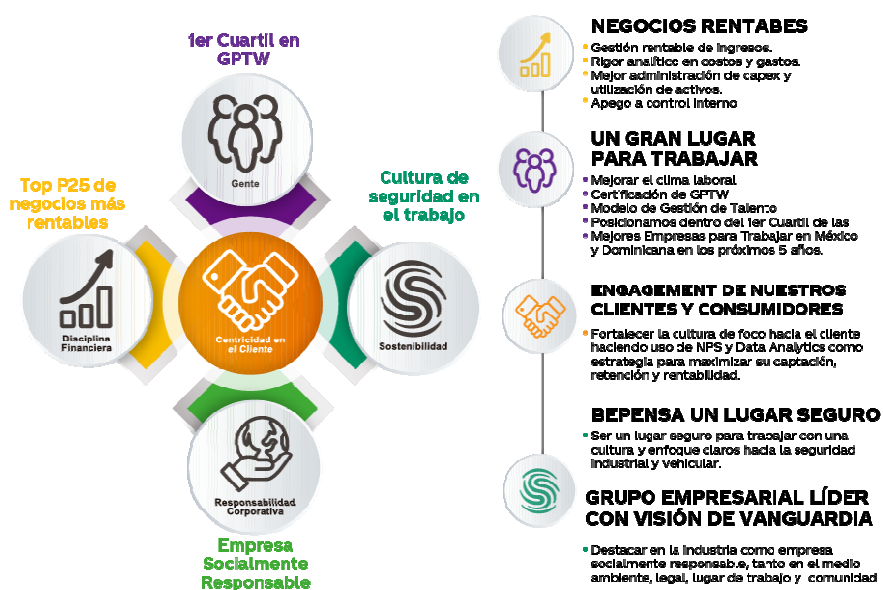 1er Cuartil en
GPTW
Gente
Top P25 de
negocios más
rentables
Disciplina
Financiera
Cultura de
seguridad en
el trabajo
Sostenibilidad
Centricidad en
el Cliente
Responsabilidad
Corporativa
Empresa
Socialmente
Responsable
NEGOCIOS RENTABES
Gestión rentable de ingresos.
Rigor analítico en costos y gastos.
Mejor administración de capex y
utilización de activos.
Apego a control interno
UN GRAN LUGAR
PARA TRABAJAR
Mejorar el clima laboral
Certificación de GPTW
Modelo de Gestión de Talento
Posicionamos dentro del 1er Cuartil de las
Mejores Empresas para Trabajar en México
y Dominicana en los próximos 5 años.
ENGAGEMENT DE NUESTROS
CLIENTES Y CONSUMIDORES
Fortalecer la cultura de foco hacia el cliente
haciendo uso de NPS y Data Analytics como
estrategia para maximizar su captación,
retención y rentabilidad.
BEPENSA UN LUGAR SEGURO
Ser un lugar seguro para trabajar con una
cultura y enfoque claros hacia la seguridad
industrial y vehicular.
GRUPO EMPRESARIAL LÍDER
CON VISIÓN DE VANGUARDIA
Destacar en la industria como empresa
socialmente responsable, tanto en el medio
ambiente, legal, lugar de trabajo y comunidad